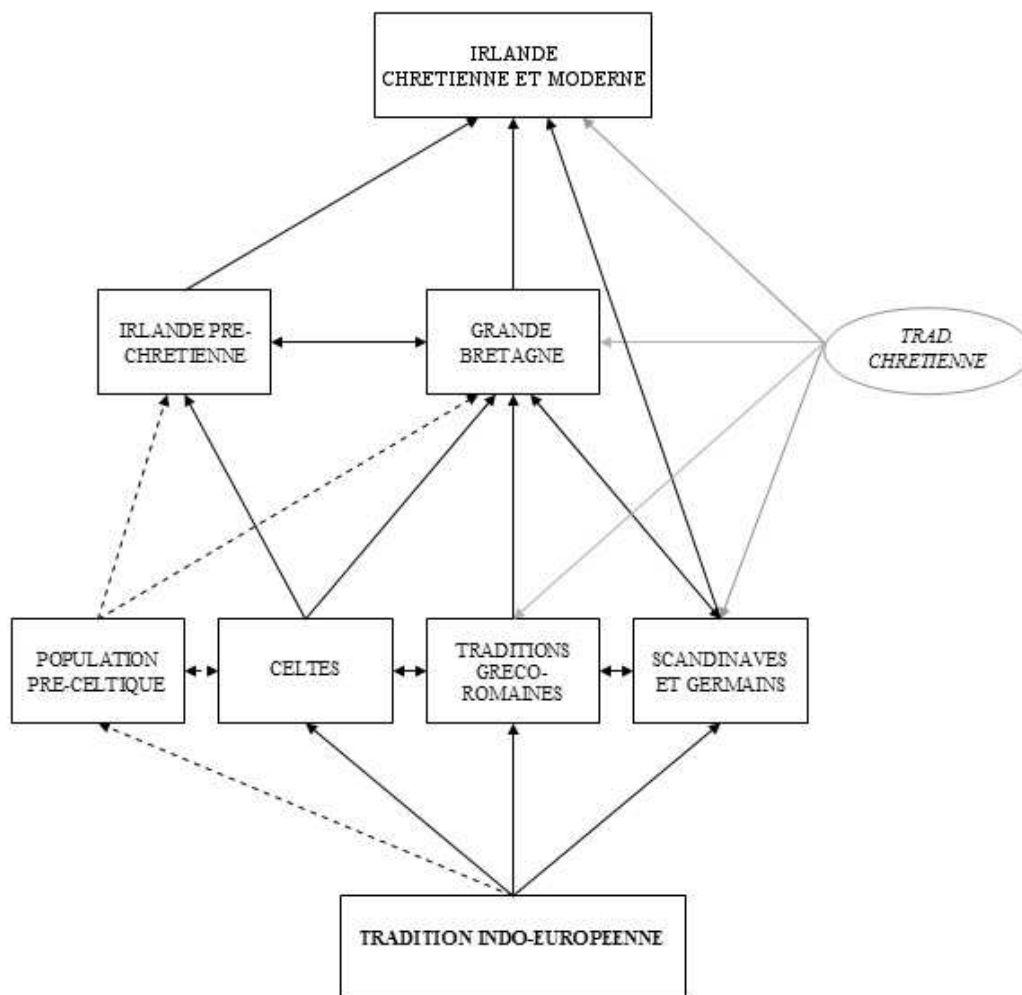 IRLANDE
CHRETIENNE ET MODERNE
IRLANDE PRE-
CHRETIENNE
GRANDE
BRETAGNE
TRAD.
CHRETIENNE
POPULATION
PRE-CELTIQUE
CELTES
TRADITIONS
GRECO-
ROMAINES
SCANDINAVES
ET GERMAINS
TRADITION INDO-EUROPEENNE